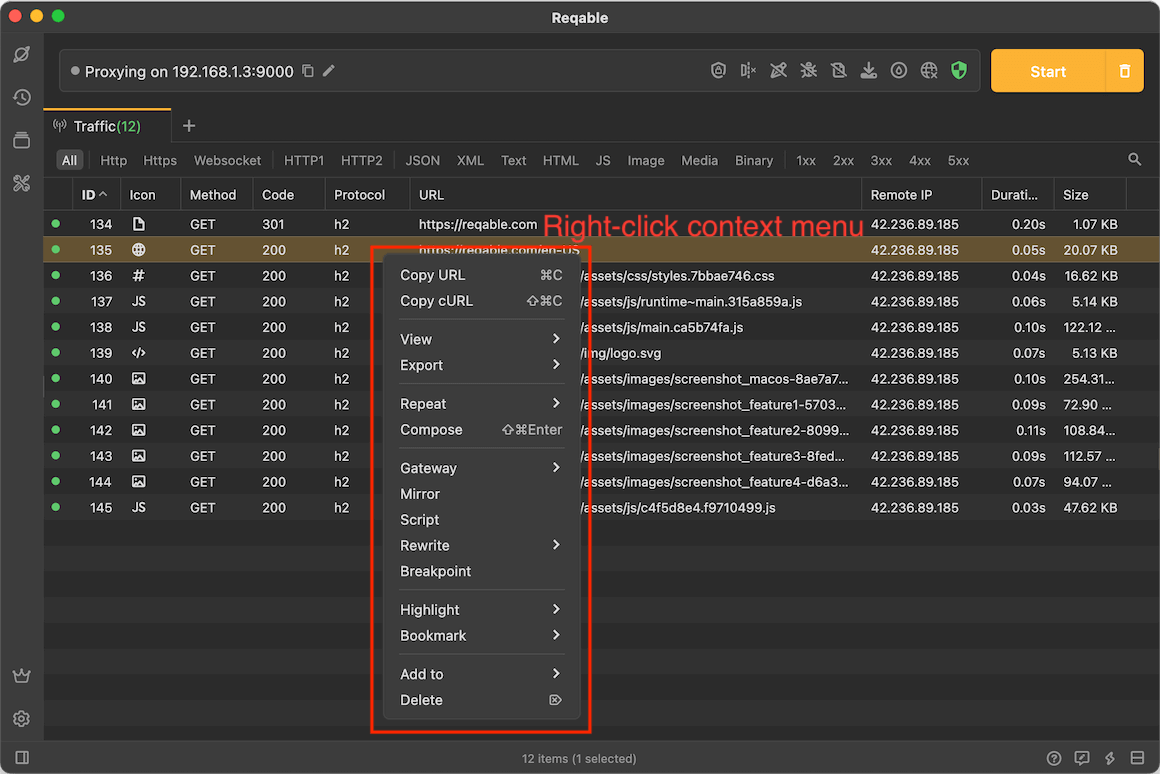 Reqable
Proxying on 192.168.1.3:9000
Start
Traffic(12)
All Http Https Websocket HTTP1 HTTP2 JSON XML Text HTML JS Image Media Binary 1xx 2xx 3xx 4xx 5xx
ID Icon Method Code Protocol URL Remote IP Durati... Size
134 GET 301 h2 https://reqable.com 42.236.89.185 0.20s 1.07 KB
Right-click context menu
135 GET 200 h2 https://reqable.com/en-US 42.236.89.185 0.05s 20.07 KB
136 # GET 200 h2 /assets/css/styles.7bbae746.css 42.236.89.185 0.04s 16.62 KB
137 JS GET 200 h2 /assets/js/runtime~main.315a859a.js 42.236.89.185 0.06s 5.14 KB
138 JS GET 200 h2 /assets/js/main.ca5b74fa.js 42.236.89.185 0.10s 122.12 ...
139 </> GET 200 h2 /img/logo.svg 42.236.89.185 0.07s 5.13 KB
140 GET 200 h2 /assets/images/screenshot_macos-8ae7a7... 42.236.89.185 0.10s 254.31...
141 GET 200 h2 /assets/images/screenshot_feature1-5703... 42.236.89.185 0.09s 72.90 ...
142 GET 200 h2 /assets/images/screenshot_feature2-8099... 42.236.89.185 0.11s 108.84...
143 GET 200 h2 /assets/images/screenshot_feature3-8fed... 42.236.89.185 0.09s 112.57 ...
144 GET 200 h2 /assets/images/screenshot_feature4-d6a3... 42.236.89.185 0.07s 94.07 ...
145 JS GET 200 h2 /assets/js/c4f5d8e4.f9710499.js 42.236.89.185 0.03s 47.62 KB
Copy URL ⌘C
Copy cURL ⇧⌘C
View
Export
Repeat
Compose ⇧⌘Enter
Gateway
Mirror
Script
Rewrite
Breakpoint
Highlight
Bookmark
Add to
Delete
12 items (1 selected)